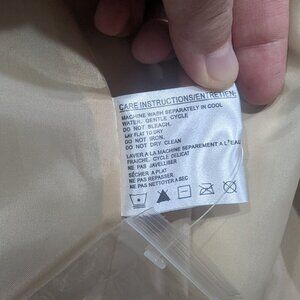 CARE INSTRUCTIONS/ENTRETIEN-
MACHINE WASH SEPARATELY IN COOL
WATER, GENTLE CYCLE
DO NOT BLEACH.
LAY FLAT TO DRY
DO NOT IRON.
DO NOT DRY CLEAN
LAVER A LA MACHINE SEPAREMENT A L'EAU
FRAICHE, CYCLE DELICAT
NE PAS JAVELLISER
SÉCHER A PLAT
NE PAS REPASSER.
NE PAS NETTOYER A SEC